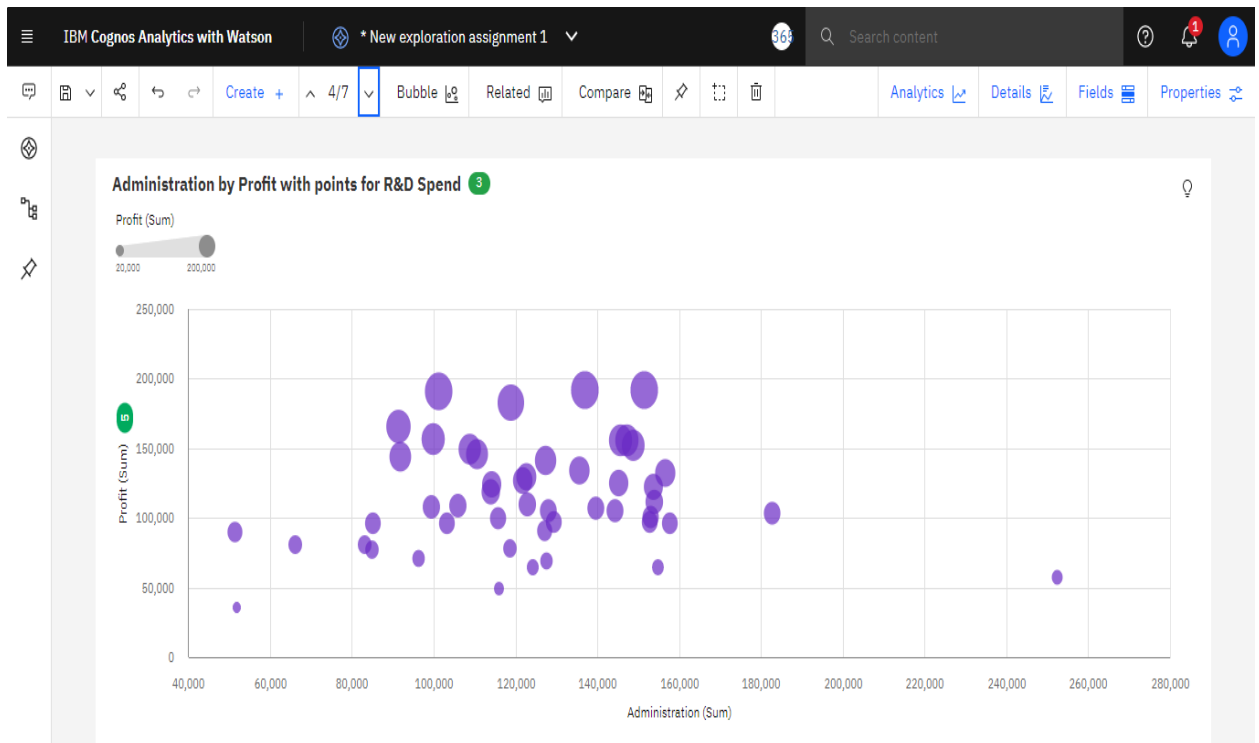 IBM Cognos Analytics with Watson
* New exploration assignment 1
365
Search content
1
Create +
4/7
Bubble
Related
Compare
Analytics
Details
Fields
Properties
Administration by Profit with points for R&D Spend 3
Profit (Sum)
20,000 200,000
250,000
200,000
150,000
100,000
50,000
0
5
Profit (Sum)
40,000 60,000 80,000 100,000 120,000 140,000 160,000 180,000 200,000 220,000 240,000 260,000 280,000
Administration (Sum)